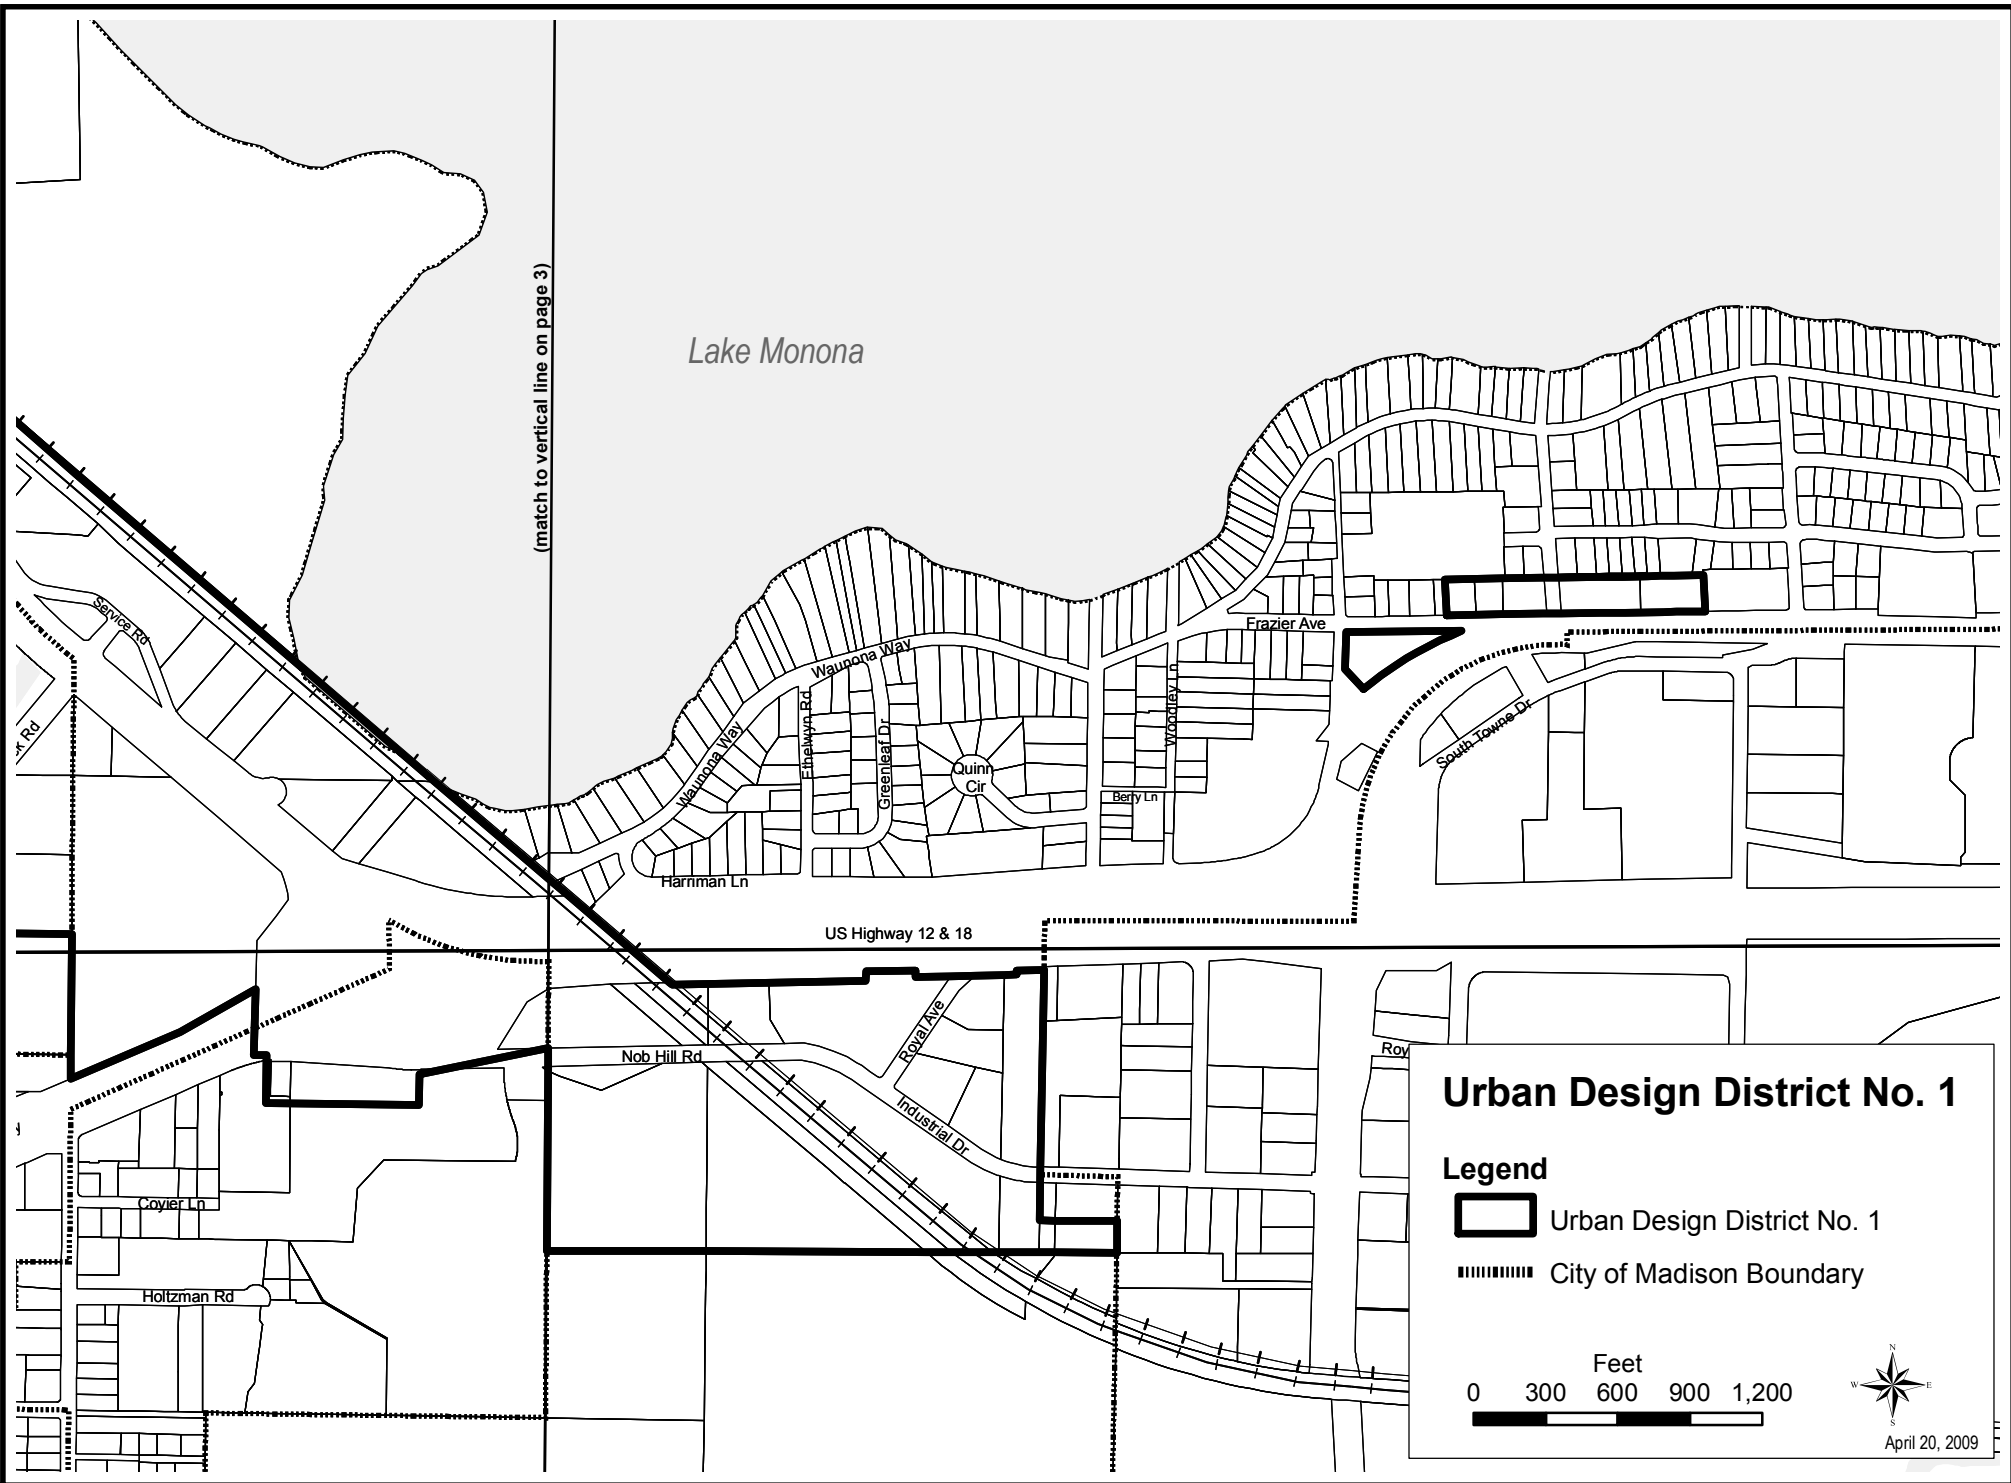 (match to vertical line on page 3)
Lake Monona
Service Rd
Frazier Ave
Waunona Way
Woodley Ln
Ethelwyn Rd
Greenleaf Dr
South Towne Dr
Waunona Way
Quinn
Cir
Berry Ln
Harriman Ln
US Highway 12 & 18
Royal Ave
Nob Hill Rd
Industrial Dr
Coyier Ln
Holtzman Rd
Urban Design District No. 1
Legend
Urban Design District No. 1
City of Madison Boundary
Feet
0 300 600 900 1,200
N
W E
S
April 20, 2009